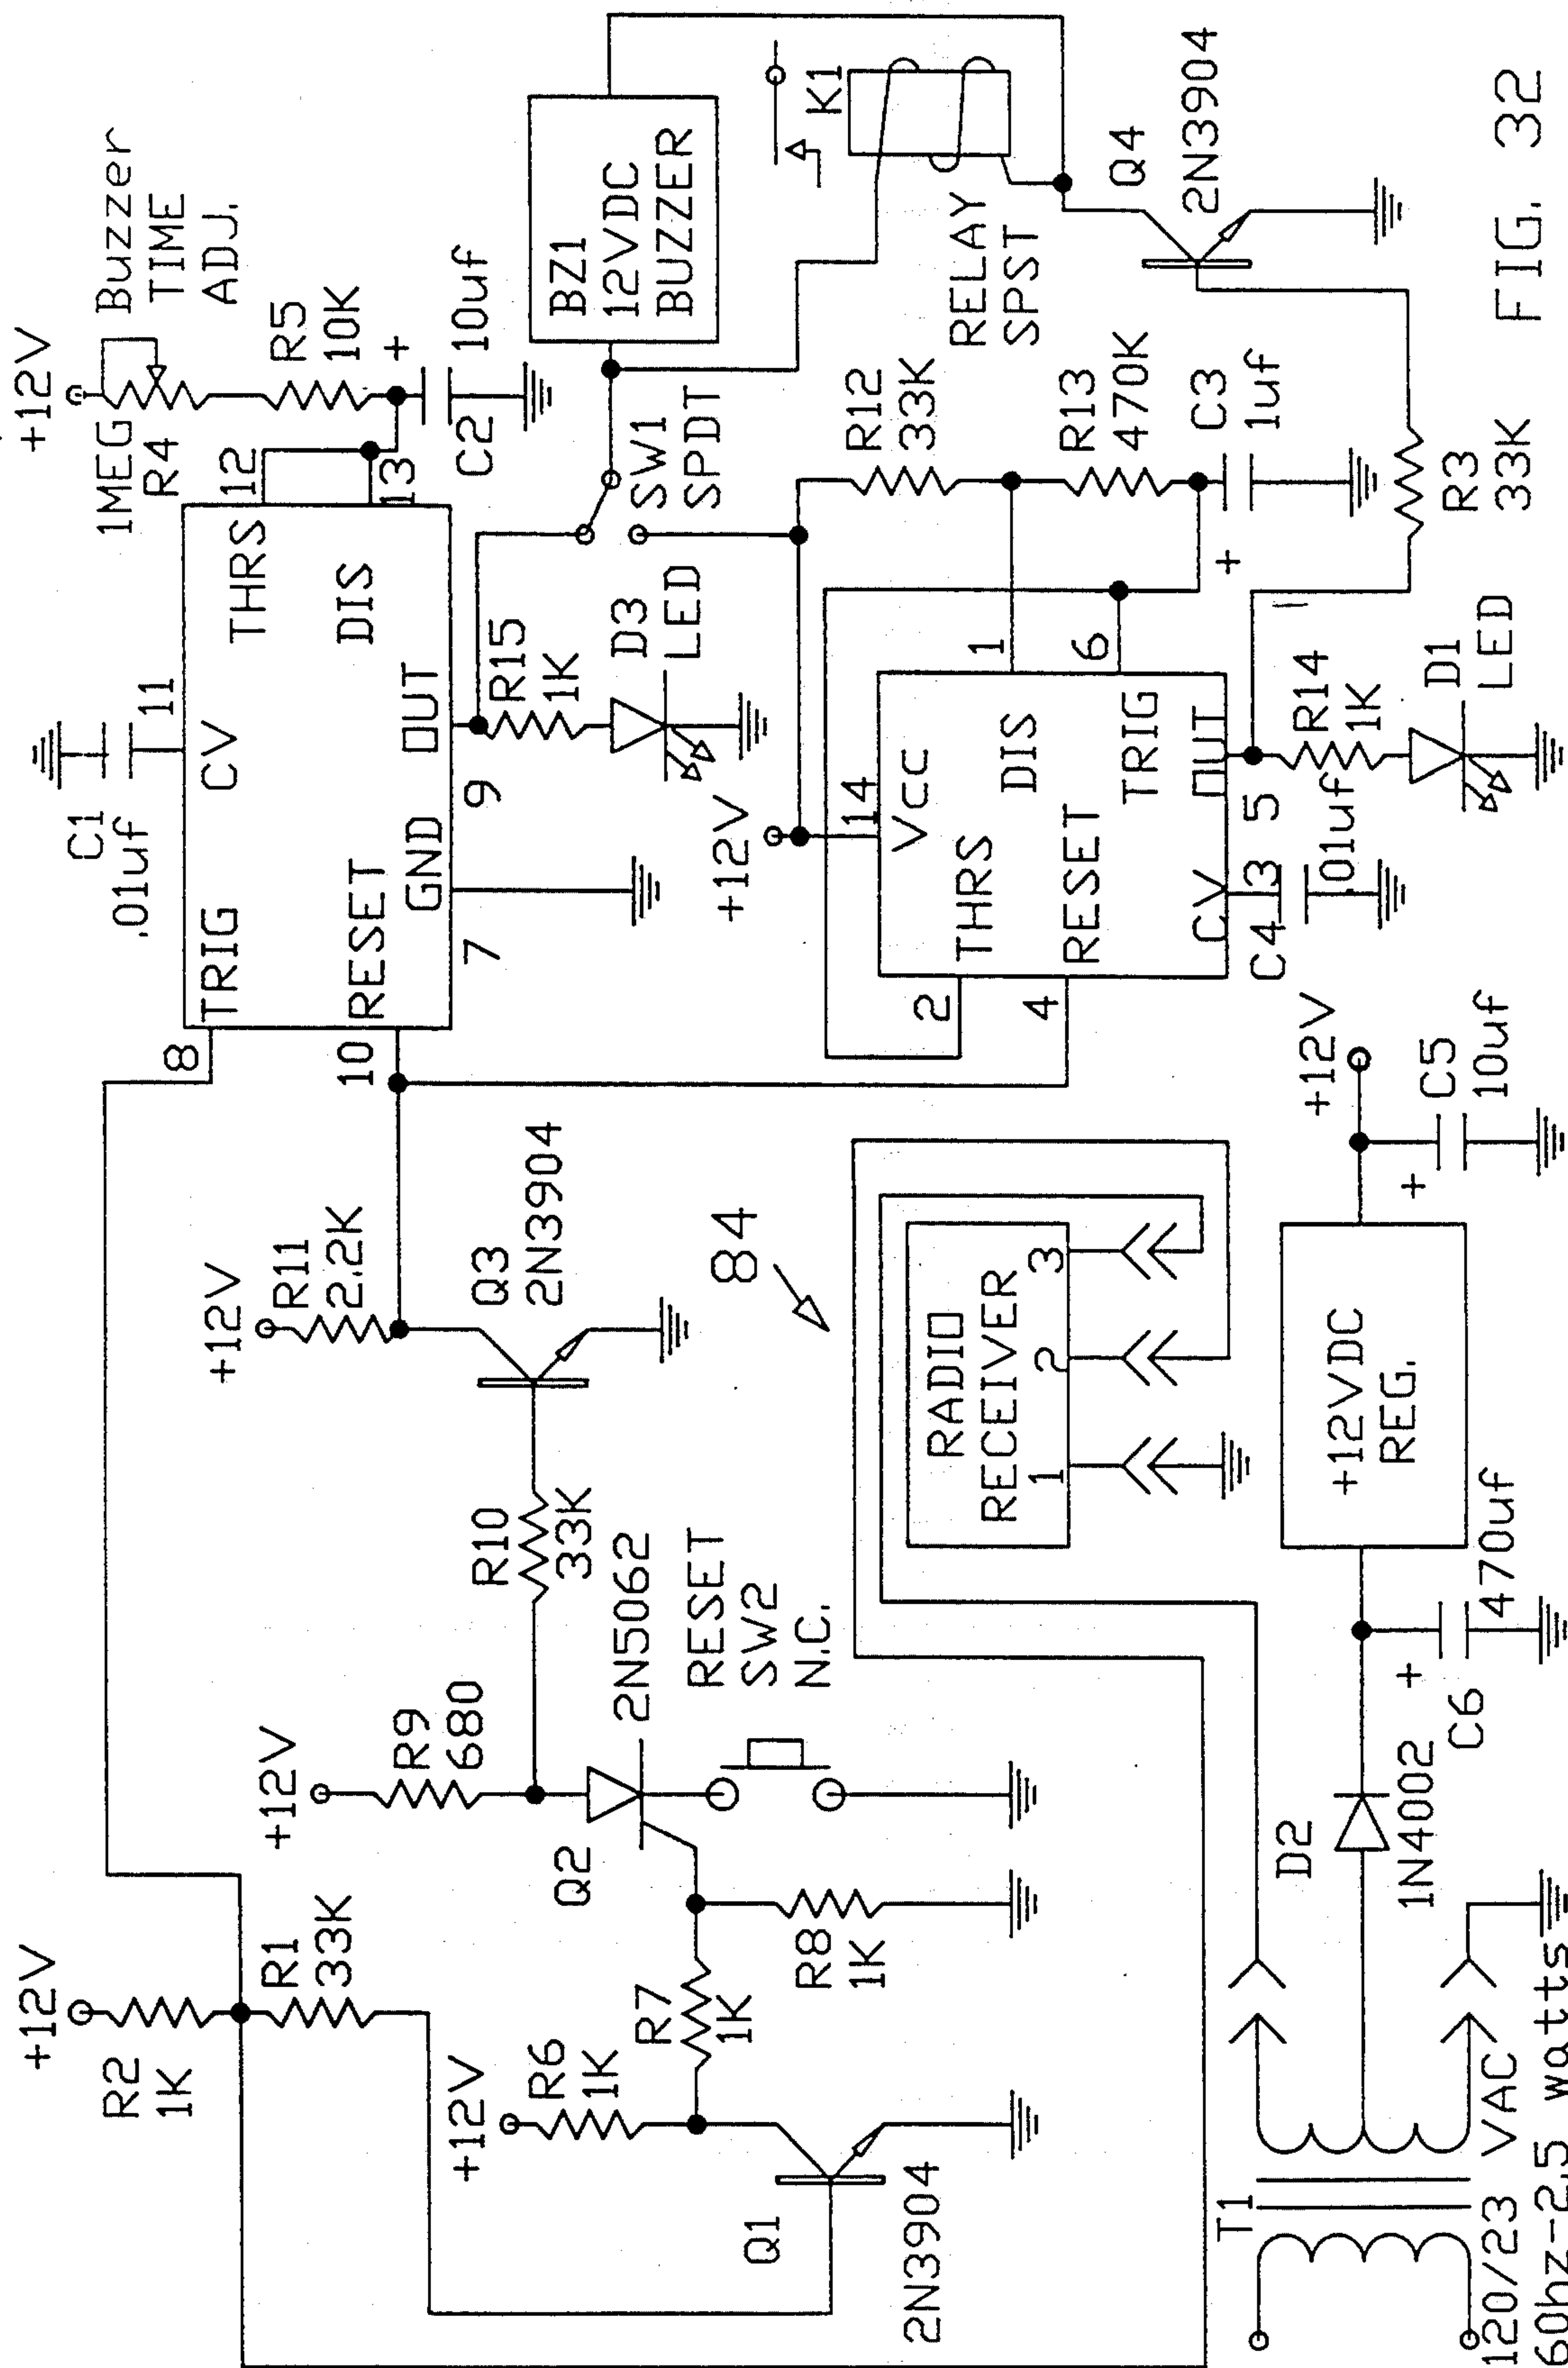 +12V
R2
1K
R1
33K
+12V
R6
1K
R7
1K
R8
1K
Q1
2N3904
+12V
R9
680
Q2
2N5062
RESET
SW2
N.C.
R10
33K
+12V
R11
2.2K
Q3
2N3904
84
8
10
TRIG
RESET
GND
7
C1
.01uf
11
CV
OUT
9
THRS
DIS
12
13
+12V
1MEG
R4
Buzzer
TIME
ADJ.
R5
10K
+
10uf
C2
R15
1K
D3
LED
SW1
SPDT
BZ1
12VDC
BUZZER
K1
RELAY
SPST
Q4
2N3904
+12V
14
Vcc
THRS
RESET
DIS
TRIG
OUT
CV
2
4
1
6
5
3
C4
.01uf
R12
33K
R13
470K
C3
1uf
+
R14
1K
D1
LED
R3
33K
RADIO
RECEIVER
1
2
3
T1
120/23 VAC
60hz-2.5 watts
D2
1N4002
+
C6
470uf
+12VDC
REG.
+12V
+
C5
10uf
FIG. 32